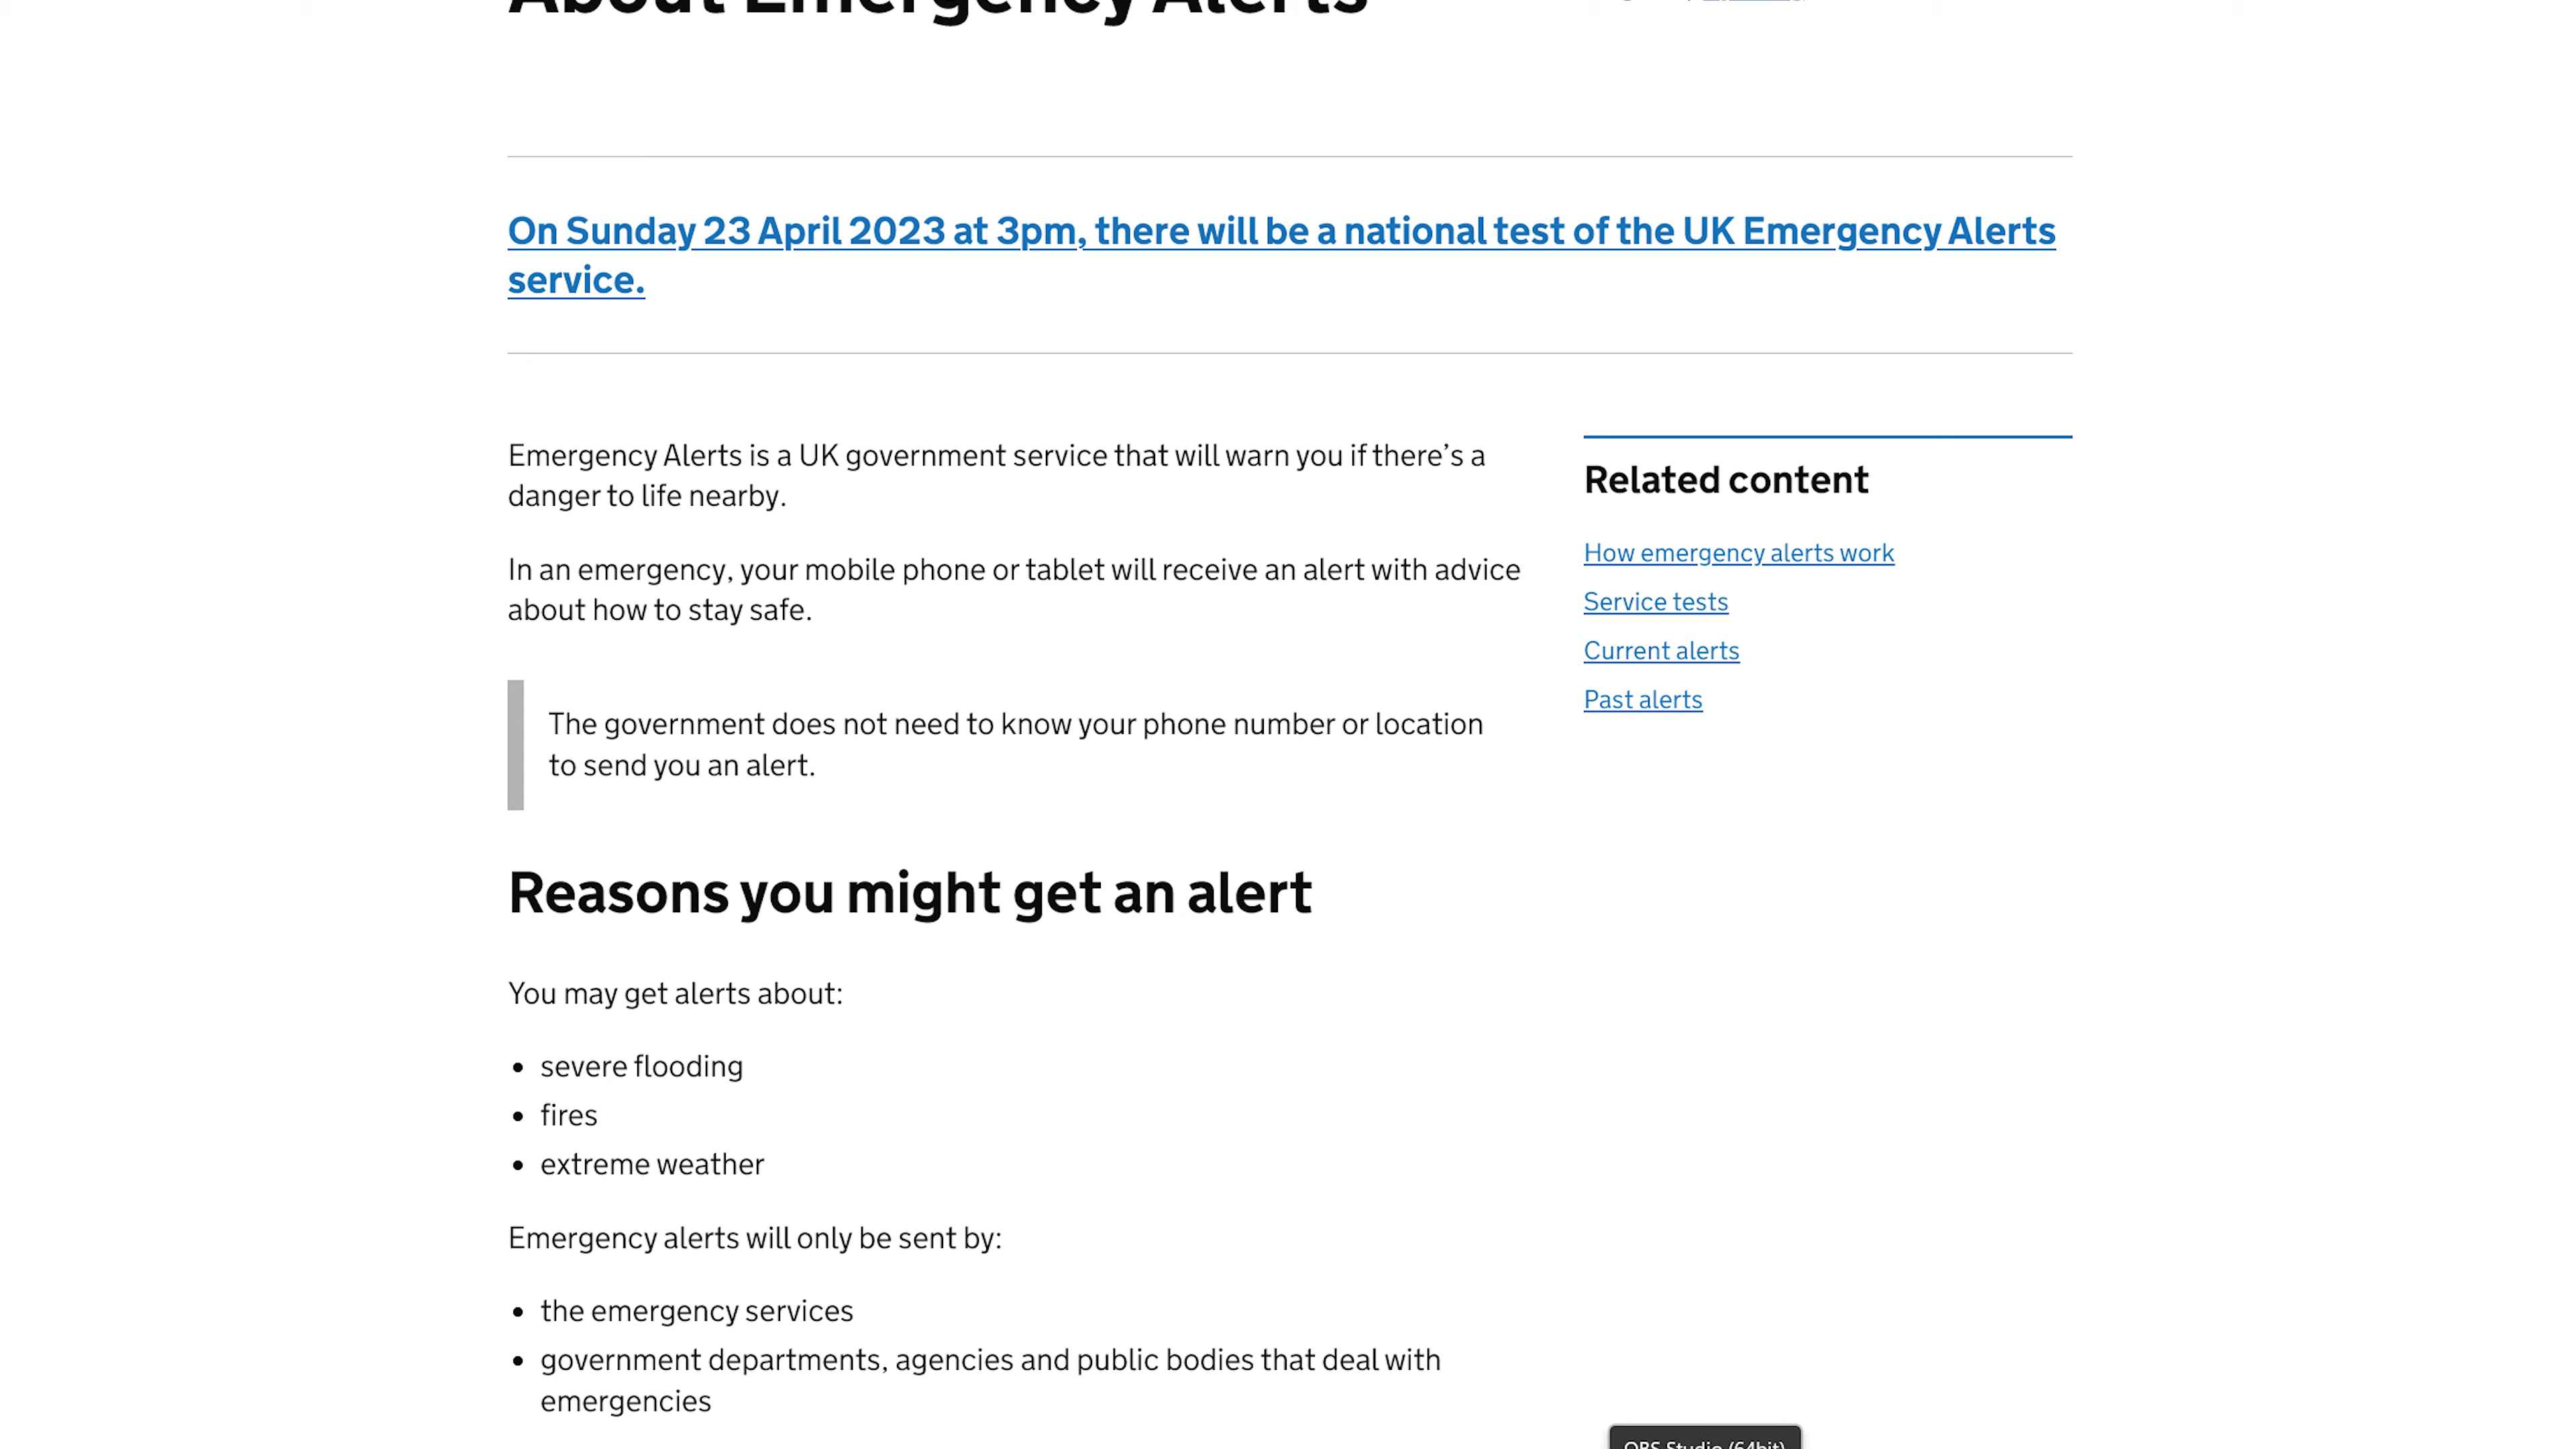 About Emergency Alerts
On Sunday 23 April 2023 at 3pm, there will be a national test of the UK Emergency Alerts
service.
Emergency Alerts is a UK government service that will warn you if there’s a
danger to life nearby.
In an emergency, your mobile phone or tablet will receive an alert with advice
about how to stay safe.
The government does not need to know your phone number or location
to send you an alert.
Related content
How emergency alerts work
Service tests
Current alerts
Past alerts
Reasons you might get an alert
You may get alerts about:
• severe flooding
• fires
• extreme weather
Emergency alerts will only be sent by:
• the emergency services
• government departments, agencies and public bodies that deal with
emergencies
OBS Studio (64bit)